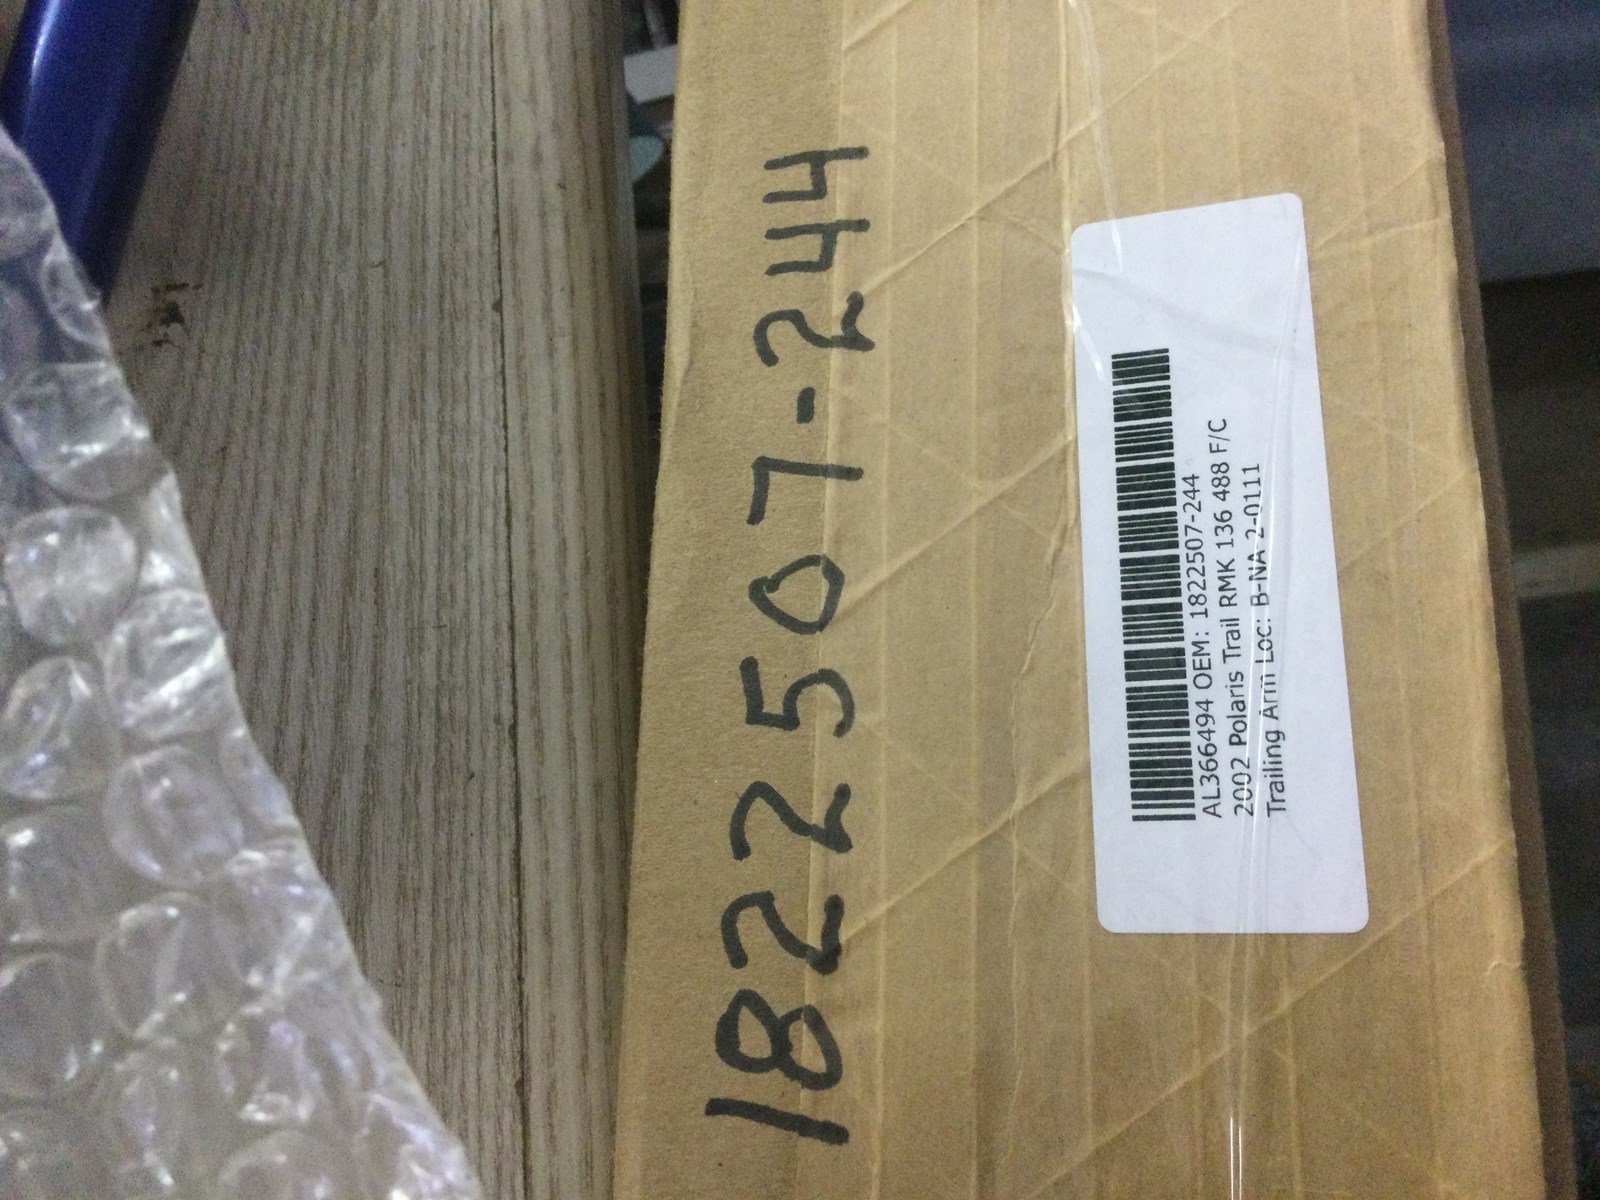 1822507-244
AL366494 OEM: 1822507-244
2002 Polaris Trail RMK 136 488 F/C
Trailing Arm Loc: B-NA-2-0111